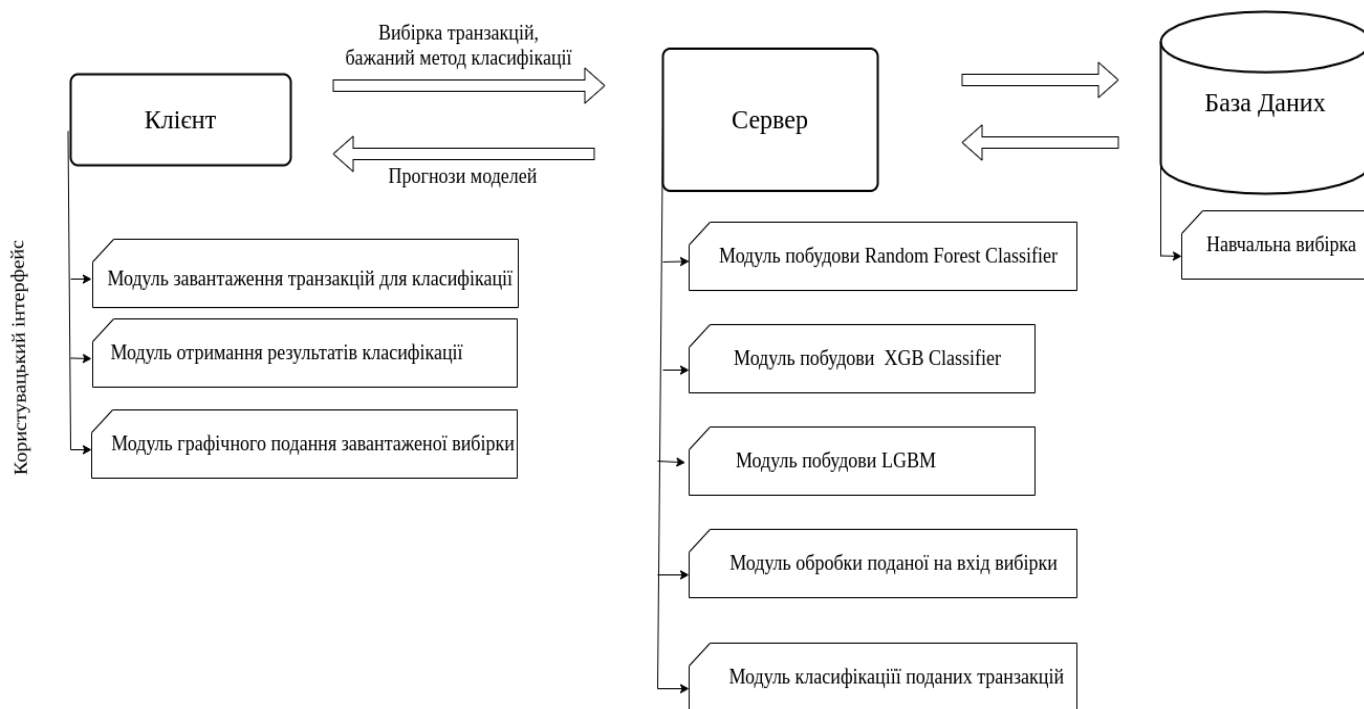 Вибірка транзакцій,
бажаний метод класифікації
Клієнт
Сервер
База Даних
Прогнози моделей
Користувацький інтерфейс
Модуль завантаження транзакцій для класифікації
Модуль отримання результатів класифікації
Модуль графічного подання завантаженої вибірки
Модуль побудови Random Forest Classifier
Модуль побудови XGB Classifier
Модуль побудови LGBM
Модуль обробки поданої на вхід вибірки
Модуль класифікаціїї поданих транзакцій
Навчальна вибірка